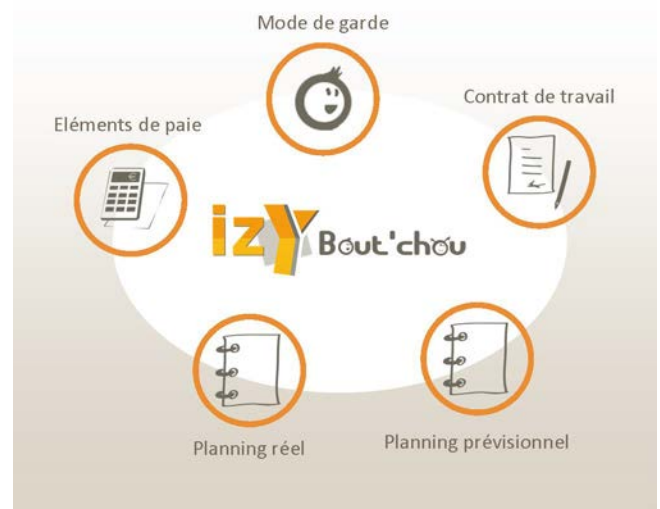 Mode de garde
Contrat de travail
Eléments de paie
izy Bout'chou
Planning réel
Planning prévisionnel